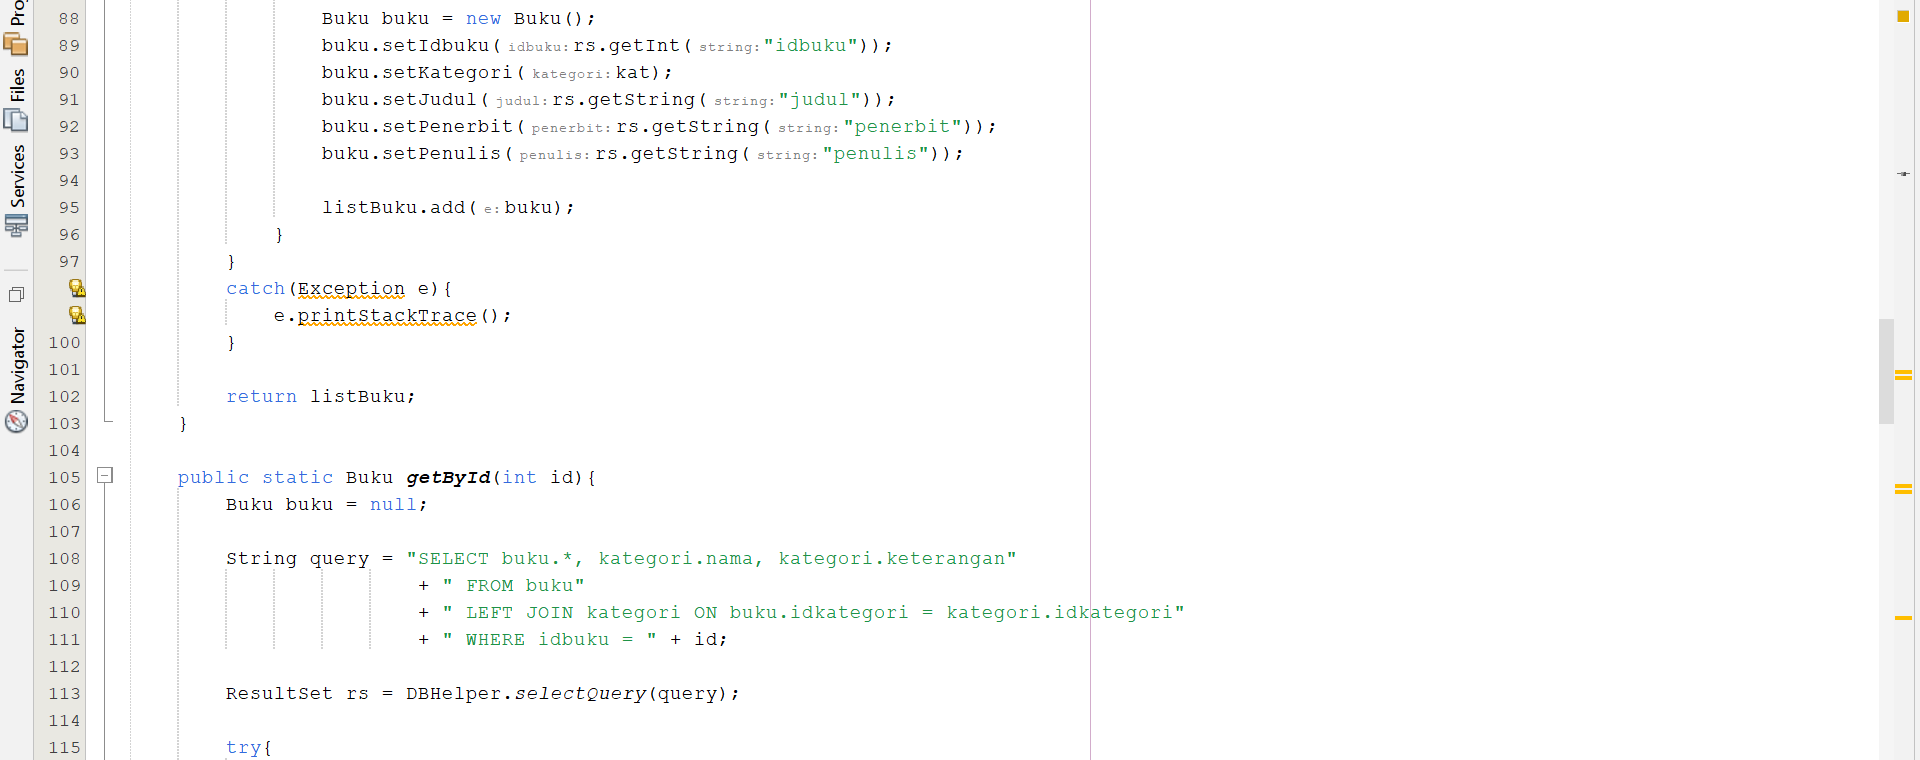 Files
Services
Navigator
88 Buku buku = new Buku();
89 buku.setIdbuku( idbuku: rs.getInt( string: "idbuku"));
90 buku.setKategori( kategori: kat);
91 buku.setJudul( judul: rs.getString( string: "judul"));
92 buku.setPenerbit( penerbit: rs.getString( string: "penerbit"));
93 buku.setPenulis( penulis: rs.getString( string: "penulis"));
94
95 listBuku.add( e: buku);
96 }
97 }
catch(Exception e){
e.printStackTrace();
100 }
101
102 return listBuku;
103 }
104
105 public static Buku getById(int id){
106 Buku buku = null;
107
108 String query = "SELECT buku.*, kategori.nama, kategori.keterangan"
109 + " FROM buku"
110 + " LEFT JOIN kategori ON buku.idkategori = kategori.idkategori"
111 + " WHERE idbuku = " + id;
112
113 ResultSet rs = DBHelper.selectQuery(query);
114
115 try{